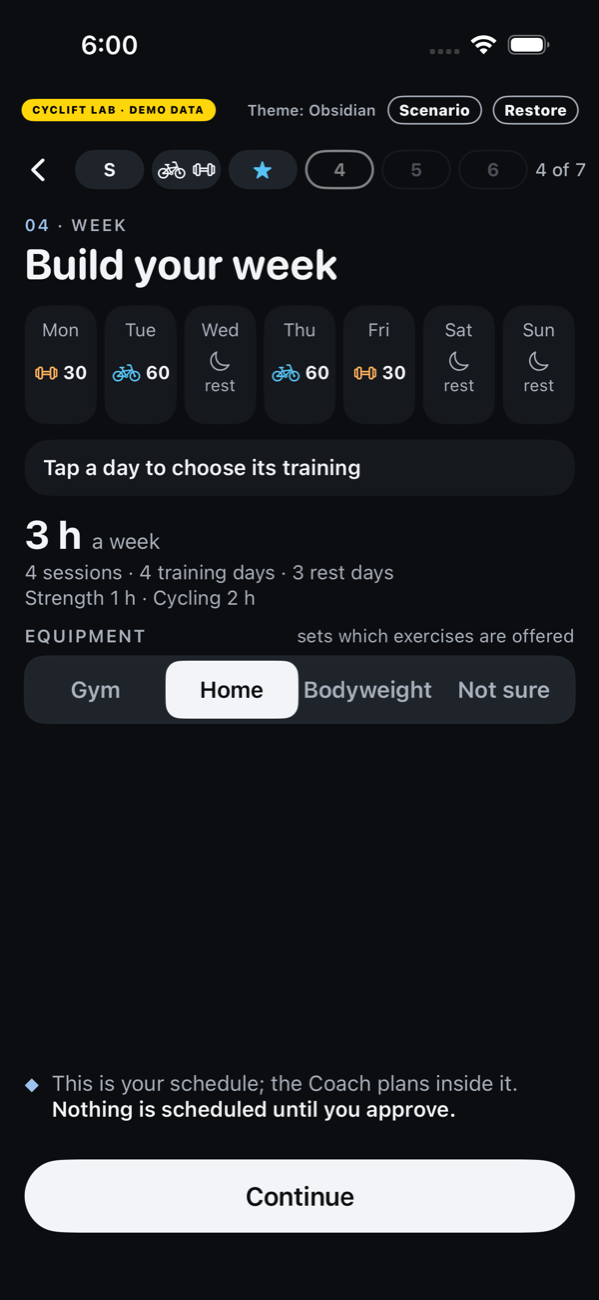 6:00
CYCLIFT LAB · DEMO DATA
Theme: Obsidian
Scenario
Restore
S
4
5
6
4 of 7
04 · WEEK
Build your week
Mon
Tue
Wed
Thu
Fri
Sat
Sun
30
60
rest
60
30
rest
rest
Tap a day to choose its training
3 h a week
4 sessions · 4 training days · 3 rest days
Strength 1 h · Cycling 2 h
EQUIPMENT
sets which exercises are offered
Gym
Home
Bodyweight
Not sure
This is your schedule; the Coach plans inside it.
Nothing is scheduled until you approve.
Continue